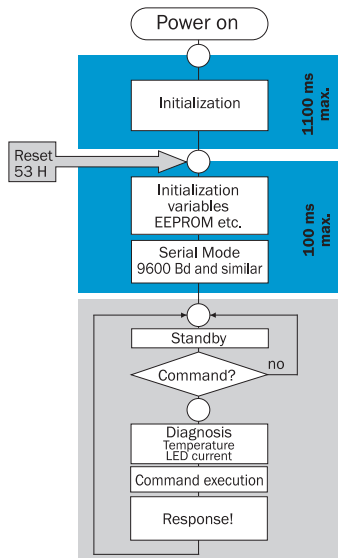 Power on
Initialization
1100 ms
max.
Reset
53 H
Initialization
variables
EEPROM etc.
100 ms
max.
Serial Mode
9600 Bd and similar
Standby
Command?
no
Diagnosis
Temperature
LED current
Command execution
Response!